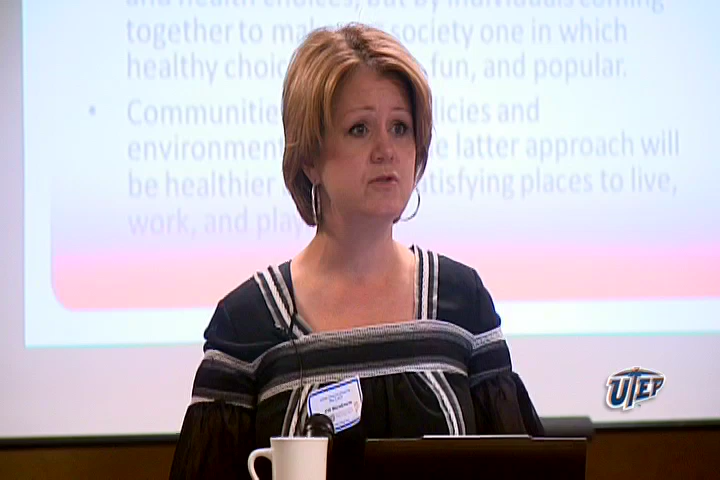 and health choices, but by individuals coming
together to make society one in which
healthy choic fun, and popular.
• Communitie licies and
environment e latter approach will
be healthier tisfying places to live,
work, and play
UTEP